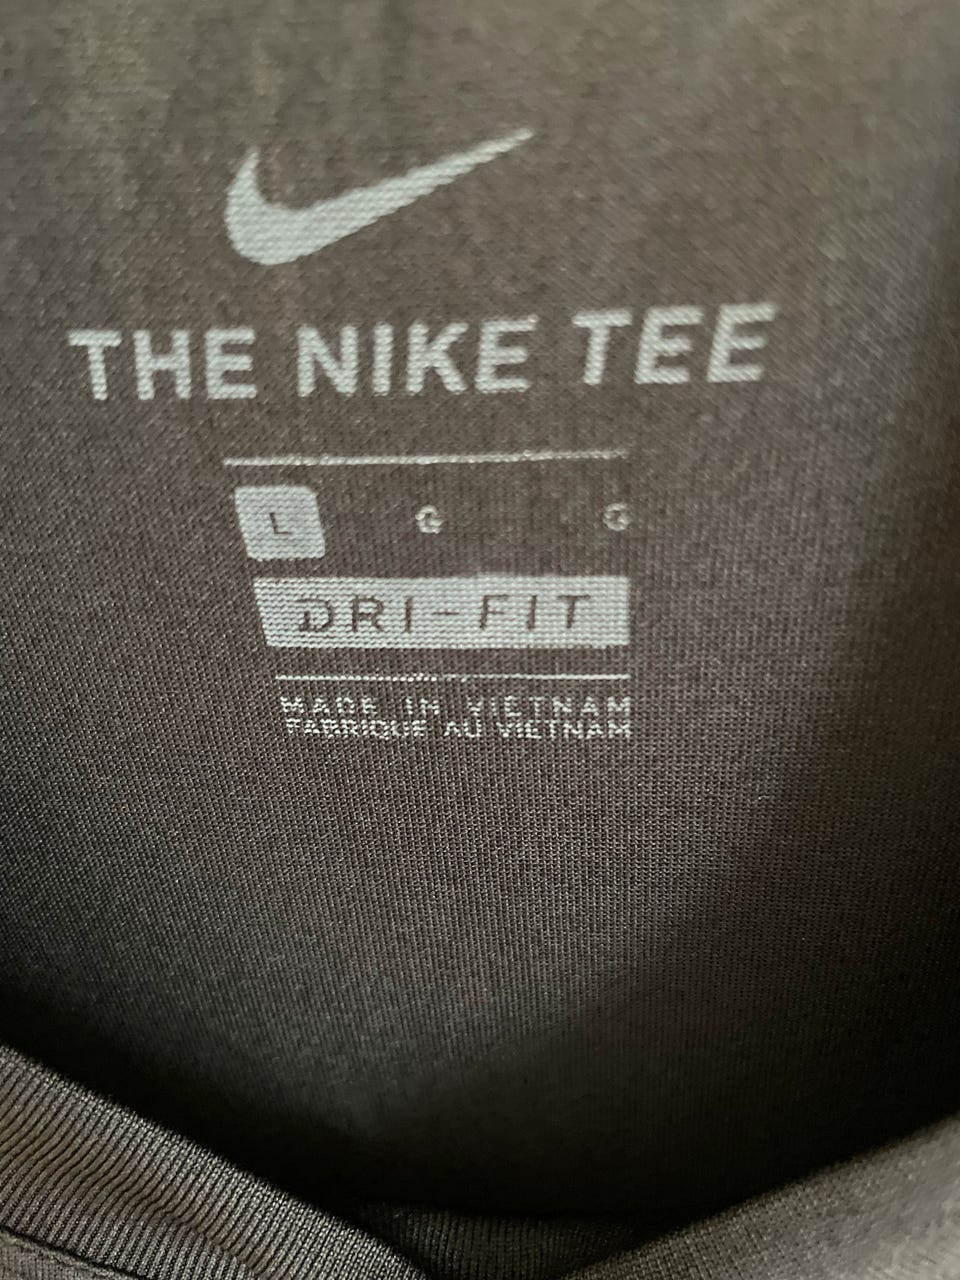 THE NIKE TEE
L G G
DRI-FIT
MADE IN VIETNAM
FABRIQUE AU VIETNAM